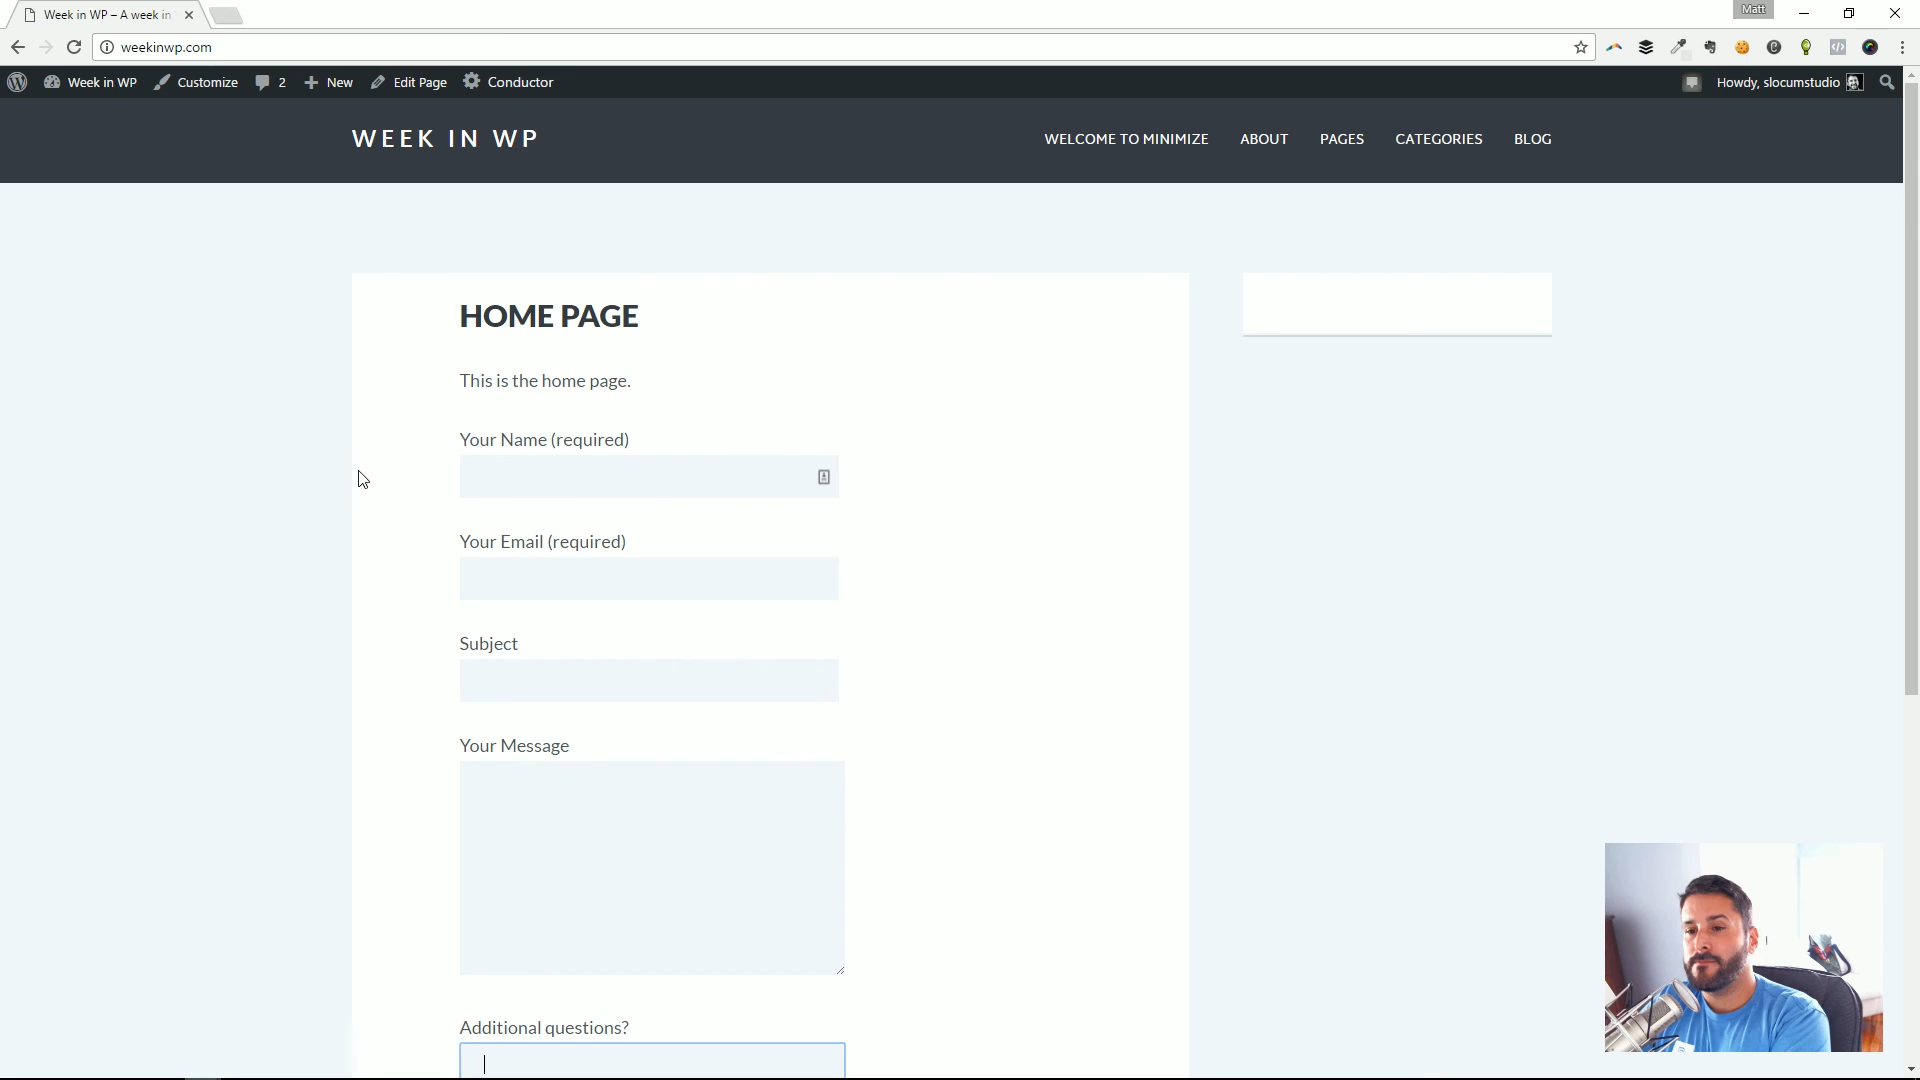 Week in WP – A week in
Matt
weekinwp.com
Week in WP
Customize
2
New
Edit Page
Conductor
Howdy, slocumstudio
WEEK IN WP
WELCOME TO MINIMIZE
ABOUT
PAGES
CATEGORIES
BLOG
HOME PAGE
This is the home page.
Your Name (required)
Your Email (required)
Subject
Your Message
Additional questions?